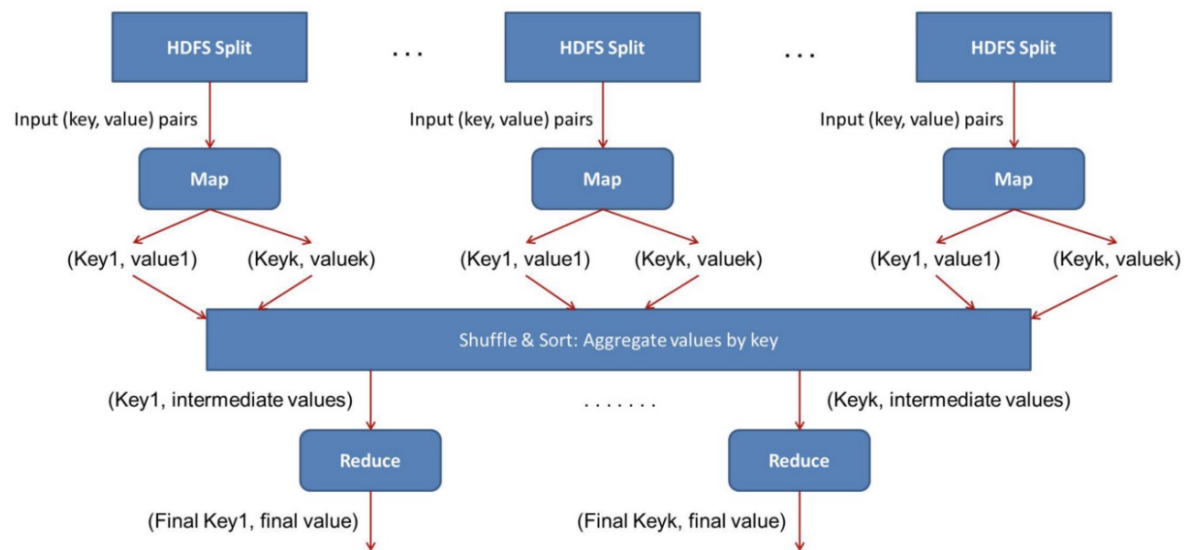 HDFS Split
...
HDFS Split
...
HDFS Split
Input (key, value) pairs
Input (key, value) pairs
Input (key, value) pairs
Map
Map
Map
(Key1, value1)
(Keyk, valuek)
(Key1, value1)
(Keyk, valuek)
(Key1, value1)
(Keyk, valuek)
Shuffle & Sort: Aggregate values by key
(Key1, intermediate values)
.......
(Keyk, intermediate values)
Reduce
Reduce
(Final Key1, final value)
(Final Keyk, final value)